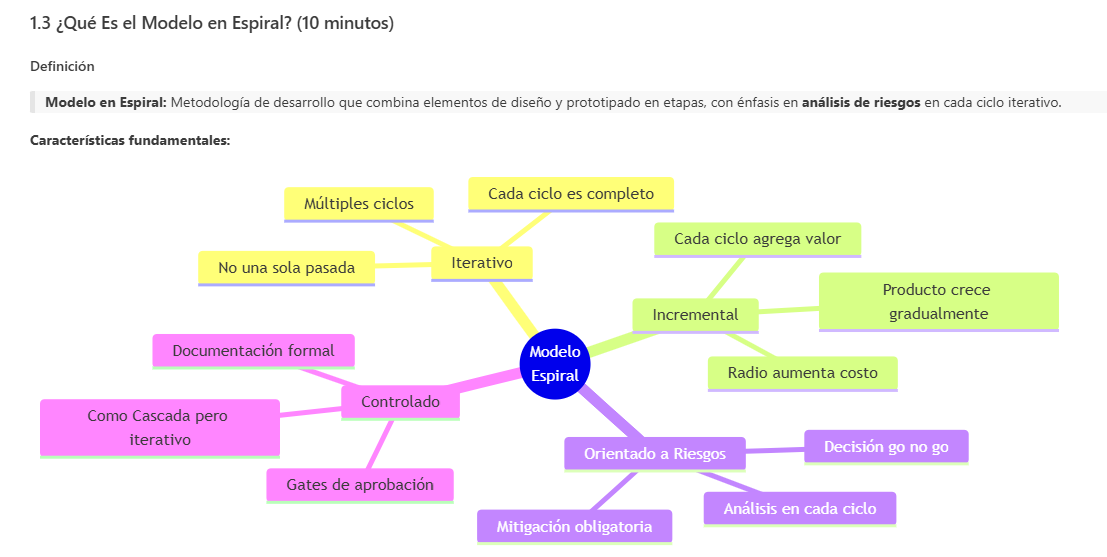 1.3 ¿Qué Es el Modelo en Espiral? (10 minutos)
Definición
Modelo en Espiral: Metodología de desarrollo que combina elementos de diseño y prototipado en etapas, con énfasis en análisis de riesgos en cada ciclo iterativo.
Características fundamentales:
Cada ciclo es completo
Múltiples ciclos
No una sola pasada
Iterativo
Cada ciclo agrega valor
Producto crece
gradualmente
Incremental
Radio aumenta costo
Modelo
Espiral
Documentación formal
Controlado
Como Cascada pero
iterativo
Gates de aprobación
Orientado a Riesgos
Decisión go no go
Análisis en cada ciclo
Mitigación obligatoria